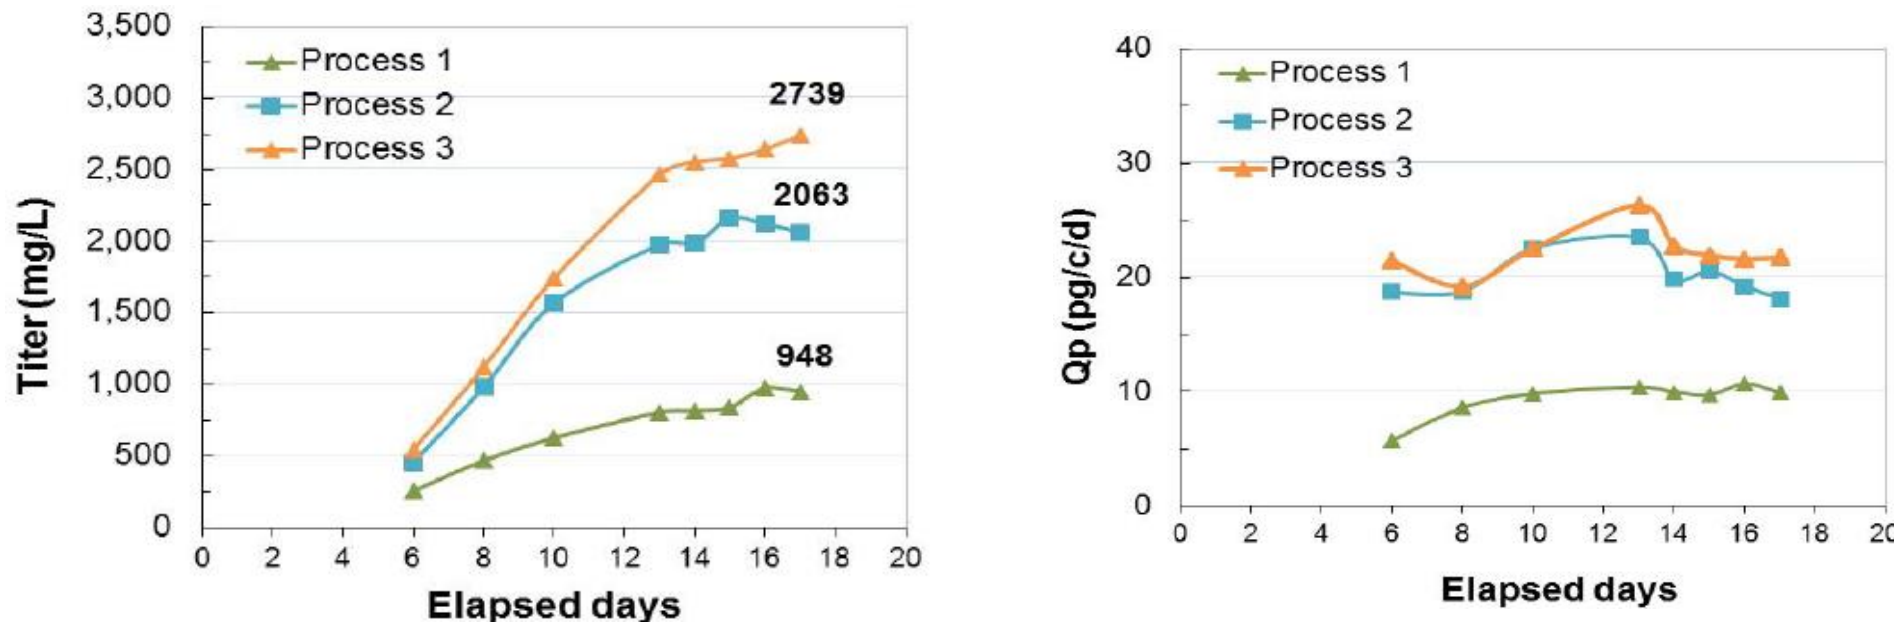 3,500
3,000
2,500
2,000
1,500
1,000
500
0
Titer (mg/L)
Process 1
Process 2
Process 3
2739
2063
948
0 2 4 6 8 10 12 14 16 18 20
Elapsed days
40
30
20
10
0
Qp (pg/c/d)
Process 1
Process 2
Process 3
0 2 4 6 8 10 12 14 16 18 20
Elapsed days